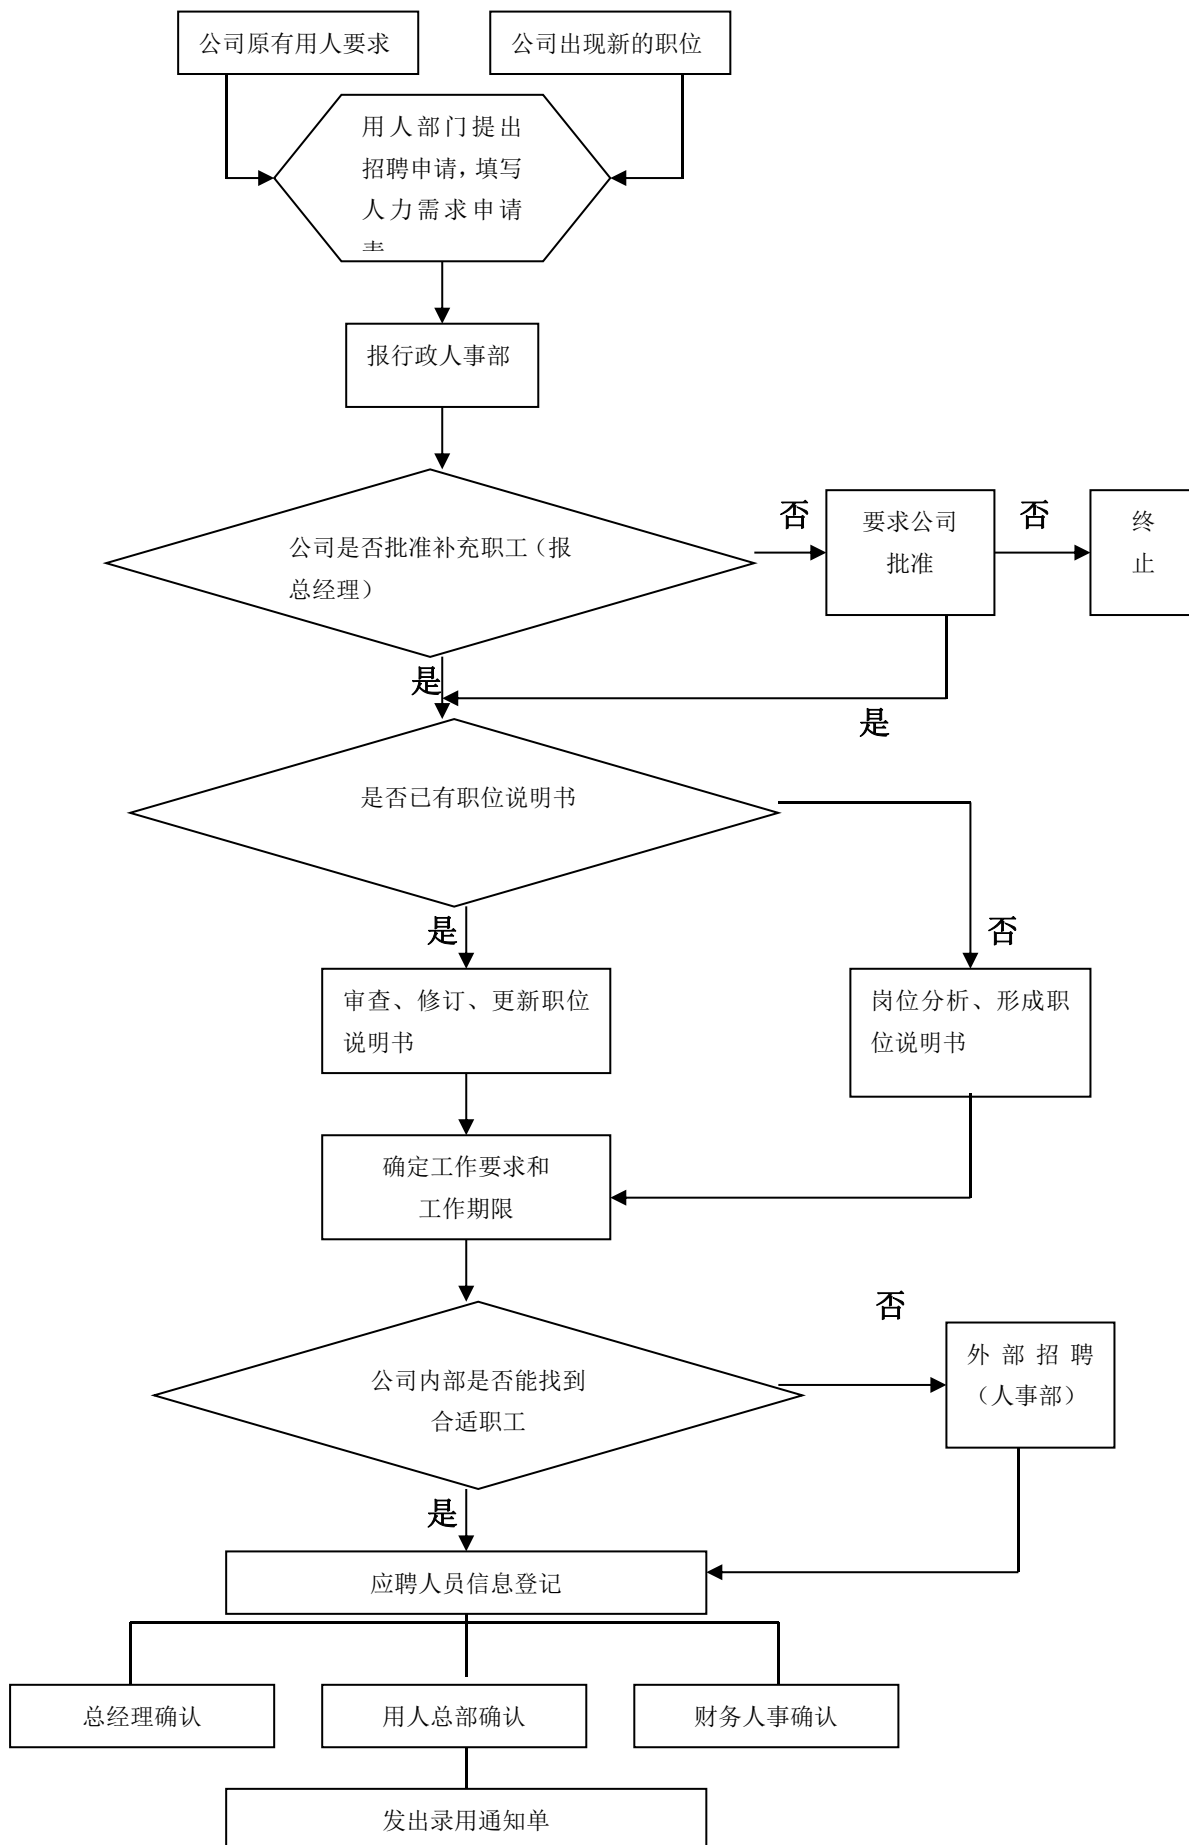 公司原有用人要求
公司出现新的职位
用人部门提出
招聘申请，填写
人力需求申请
报行政人事部
公司是否批准补充职工（报
总经理）
否
要求公司
批准
否
终
止
是
是
是否已有职位说明书
是
否
审查、修订、更新职位
说明书
岗位分析、形成职
位说明书
确定工作要求和
工作期限
否
公司内部是否能找到
合适职工
外部招聘
（人事部）
是
应聘人员信息登记
总经理确认
用人总部确认
财务人事确认
发出录用通知单